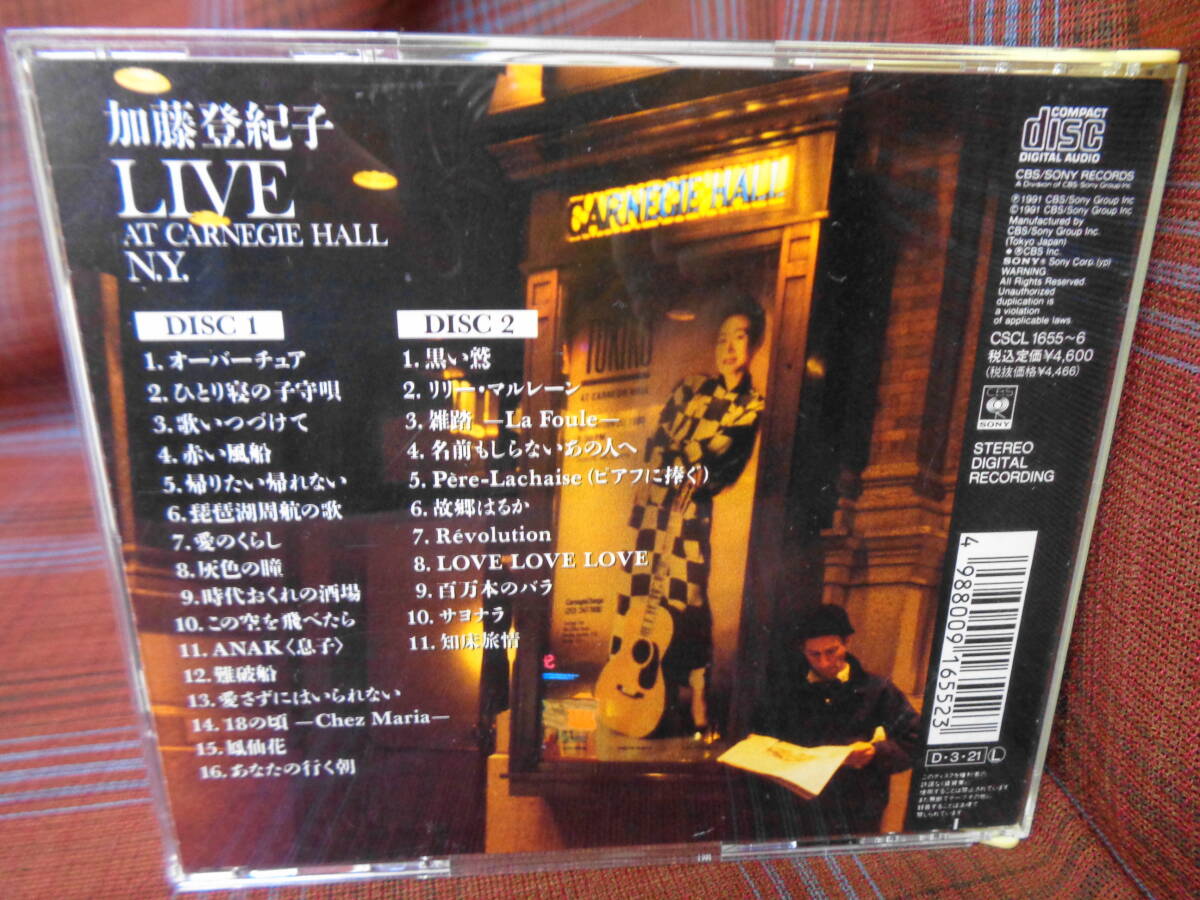 加藤登紀子
LIVE
AT CARNEGIE HALL
N.Y.
DISC 1
1. オーバーチュア
2. ひとり寝の子守唄
3. 歌いつづけて
4. 赤い風船
5. 帰りたい帰れない
6. 琵琶湖周航の歌
7. 愛のくらし
8. 灰色の瞳
9. 時代おくれの酒場
10. この空を飛べたら
11. ANAK〈息子〉
12. 難破船
13. 愛さずにはいられない
14. 18の頃 —Chez Maria—
15. 鳳仙花
16. あなたの行く朝
DISC 2
1. 黒い鷲
2. リリー・マルレーン
3. 雑踏 —La Foule—
4. 名前もしらないあの人へ
5. Père-Lachaise (ピアフに捧ぐ)
6. 故郷はるか
7. Révolution
8. LOVE LOVE LOVE
9. 百万本のバラ
10. サヨナラ
11. 知床旅情
CARNEGIE HALL
TOKIKO
AT CARNEGIE HALL
COMPACT
disc
DIGITAL AUDIO
CBS/SONY RECORDS
A Division of CBS/Sony Group Inc.
Ⓟ1991 CBS/Sony Group Inc.
©1991 CBS/Sony Group Inc.
Manufactured by
CBS/Sony Group Inc.
(Tokyo Japan)
®CBS Inc.
SONY® Sony Corp.(yp)
WARNING
All Rights Reserved.
Unauthorized
duplication is
a violation
of applicable laws.
CSCL 1655~6
税込定価¥4,600
(税抜価格¥4,466)
CBS
SONY
STEREO
DIGITAL
RECORDING
4 988009 165523
D・3・21 Ⓛ